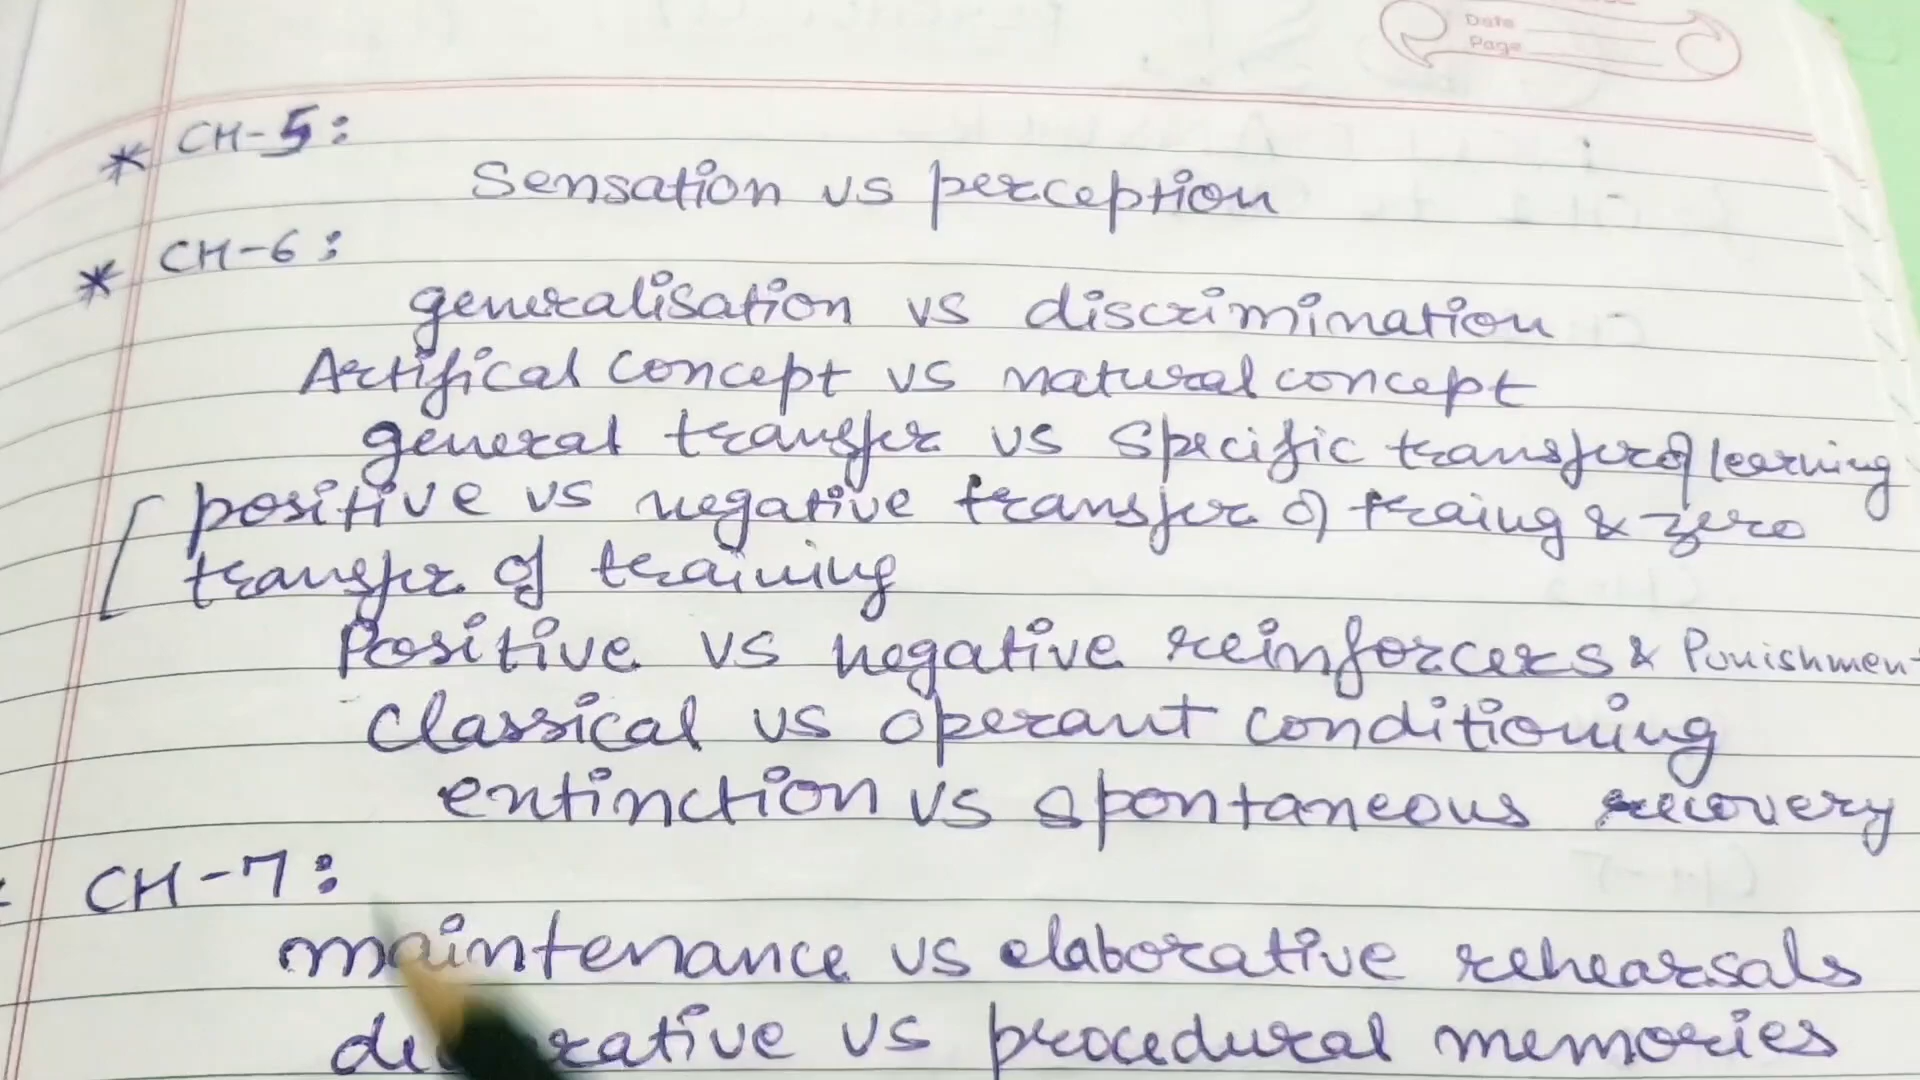 Date
Page
* CH-5:
Sensation vs perception
* CH-6:
generalisation vs discrimination
Artifical concept vs natural concept
general transfer vs specific transfer of learning
positive vs negative transfer of traing & zero
transfer of training
Positive vs negative reinforcers & Punishment
Classical vs operant conditioning
extinction vs spontaneous recovery
CH-7:
maintenance vs elaborative rehearsals
vs procedural memories